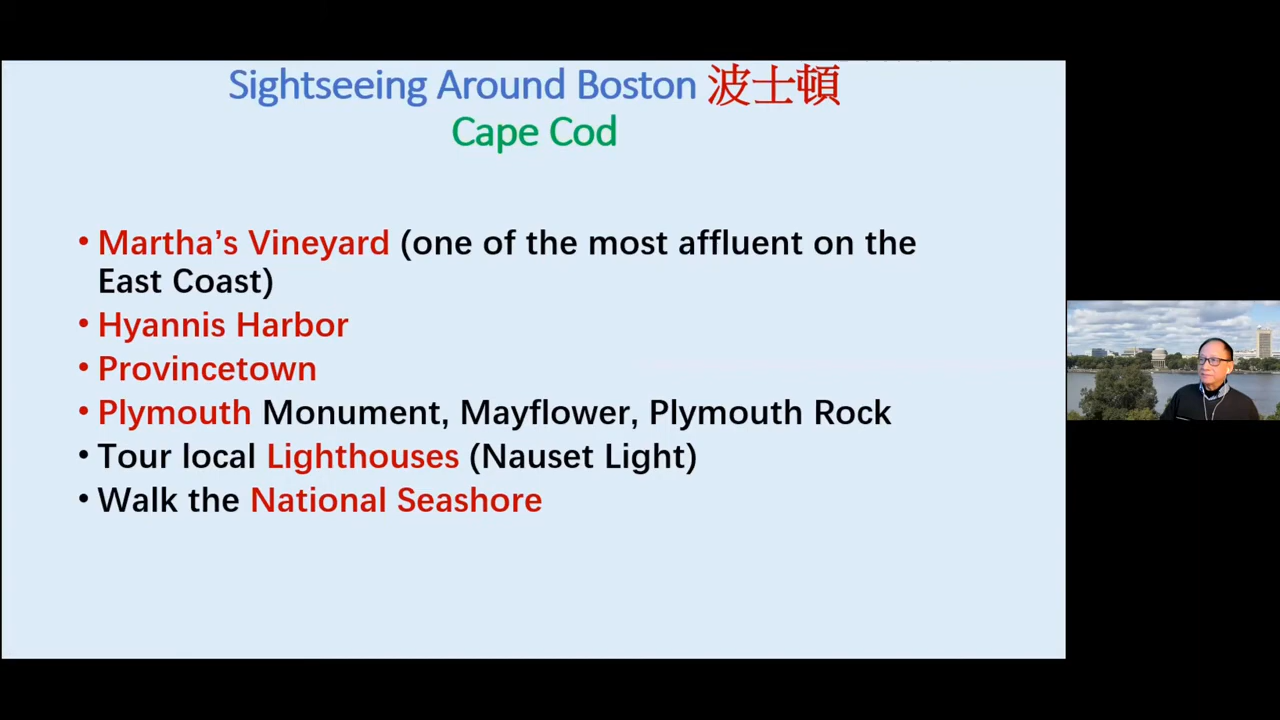 Sightseeing Around Boston 波士頓
Cape Cod
• Martha’s Vineyard (one of the most affluent on the
East Coast)
• Hyannis Harbor
• Provincetown
• Plymouth Monument, Mayflower, Plymouth Rock
• Tour local Lighthouses (Nauset Light)
• Walk the National Seashore